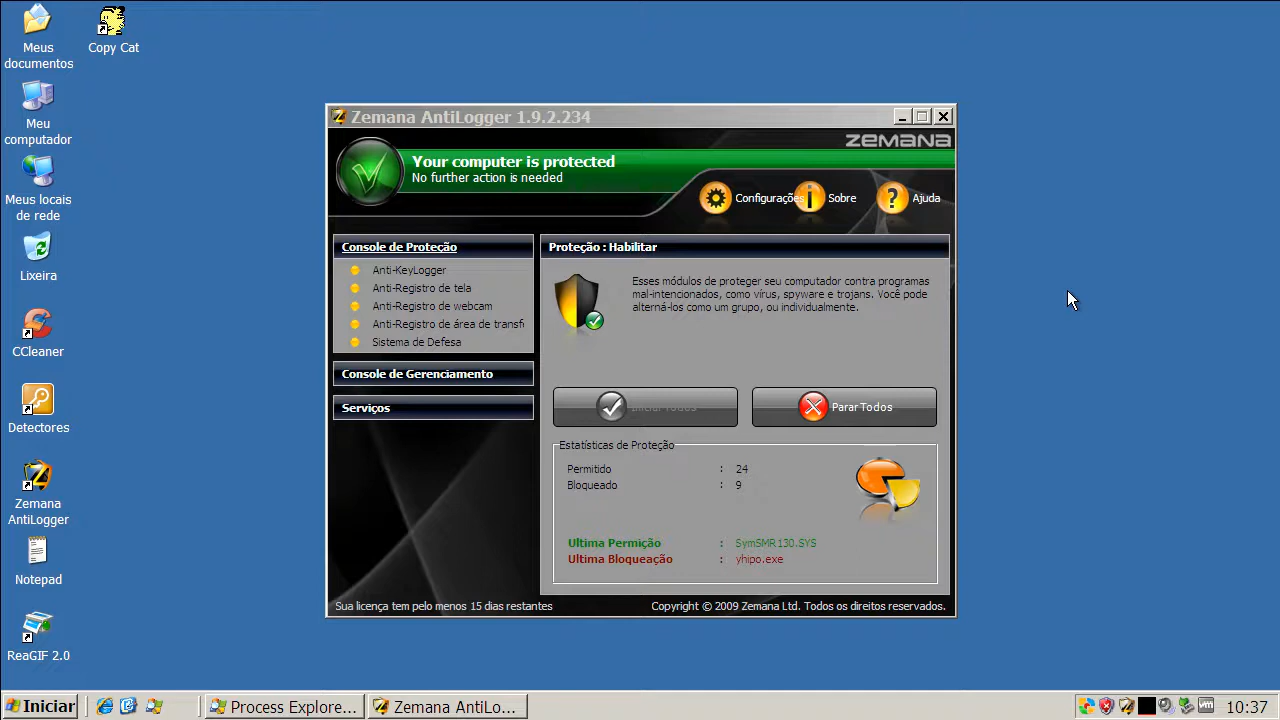 Meus
documentos
Copy Cat
Meu
computador
Meus locais
de rede
Lixeira
CCleaner
Detectores
Zemana
AntiLogger
Notepad
ReaGIF 2.0
Zemana AntiLogger 1.9.2.234
ZEMANA
Your computer is protected
No further action is needed
Configurações
Sobre
Ajuda
Console de Proteção
Anti-KeyLogger
Anti-Registro de tela
Anti-Registro de webcam
Anti-Registro de área de transfi
Sistema de Defesa
Console de Gerenciamento
Serviços
Proteção : Habilitar
Esses módulos de proteger seu computador contra programas
mal-intencionados, como vírus, spyware e trojans. Você pode
alterná-los como um grupo, ou individualmente.
Iniciar Todos
Parar Todos
Estatísticas de Proteção
Permitido : 24
Bloqueado : 9
Ultima Permição : SymSMR130.SYS
Ultima Bloqueação : yhipo.exe
Sua licença tem pelo menos 15 dias restantes
Copyright © 2009 Zemana Ltd. Todos os direitos reservados.
Iniciar
Process Explore...
Zemana AntiLo...
10:37